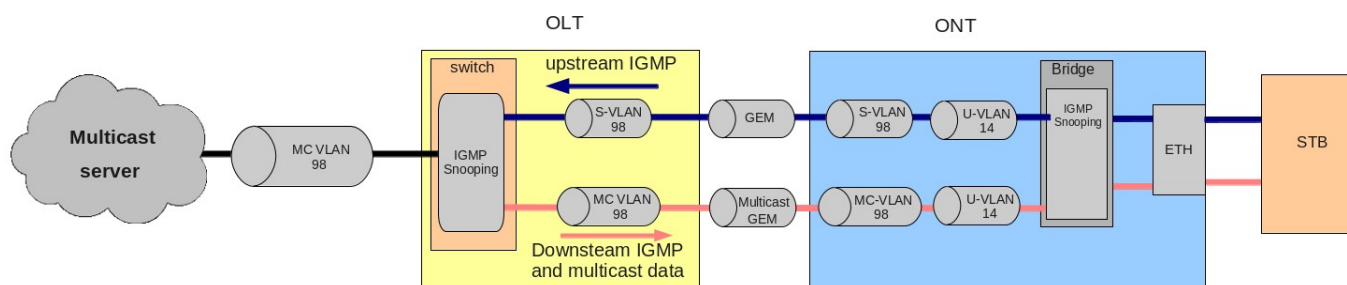 OLT
ONT
switch
upstream IGMP
Bridge
S-VLAN
98
GEM
S-VLAN
98
U-VLAN
14
IGMP
Snooping
Multicast
server
MC VLAN
98
IGMP
Snooping
ETH
STB
MC VLAN
98
Multicast
GEM
MC-VLAN
98
U-VLAN
14
Downsteam IGMP
and multicast data